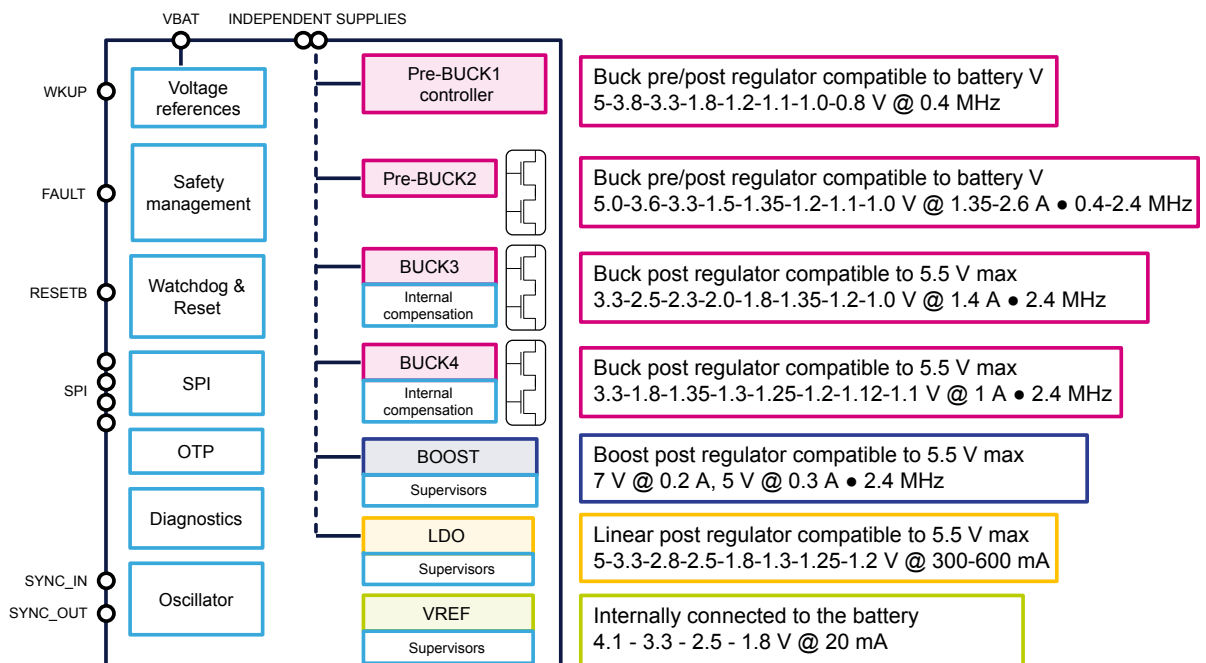 VBAT
INDEPENDENT SUPPLIES
WKUP
Voltage
references
Pre-BUCK1
controller
Buck pre/post regulator compatible to battery V
5-3.8-3.3-1.8-1.2-1.1-1.0-0.8 V @ 0.4 MHz
FAULT
Safety
management
Pre-BUCK2
Buck pre/post regulator compatible to battery V
5.0-3.6-3.3-1.5-1.35-1.2-1.1-1.0 V @ 1.35-2.6 A ● 0.4-2.4 MHz
RESETB
Watchdog &
Reset
BUCK3
Internal
compensation
Buck post regulator compatible to 5.5 V max
3.3-2.5-2.3-2.0-1.8-1.35-1.2-1.0 V @ 1.4 A ● 2.4 MHz
SPI
SPI
BUCK4
Internal
compensation
Buck post regulator compatible to 5.5 V max
3.3-1.8-1.35-1.3-1.25-1.2-1.12-1.1 V @ 1 A ● 2.4 MHz
OTP
BOOST
Supervisors
Boost post regulator compatible to 5.5 V max
7 V @ 0.2 A, 5 V @ 0.3 A ● 2.4 MHz
Diagnostics
LDO
Supervisors
Linear post regulator compatible to 5.5 V max
5-3.3-2.8-2.5-1.8-1.3-1.25-1.2 V @ 300-600 mA
SYNC_IN
SYNC_OUT
Oscillator
VREF
Supervisors
Internally connected to the battery
4.1 - 3.3 - 2.5 - 1.8 V @ 20 mA